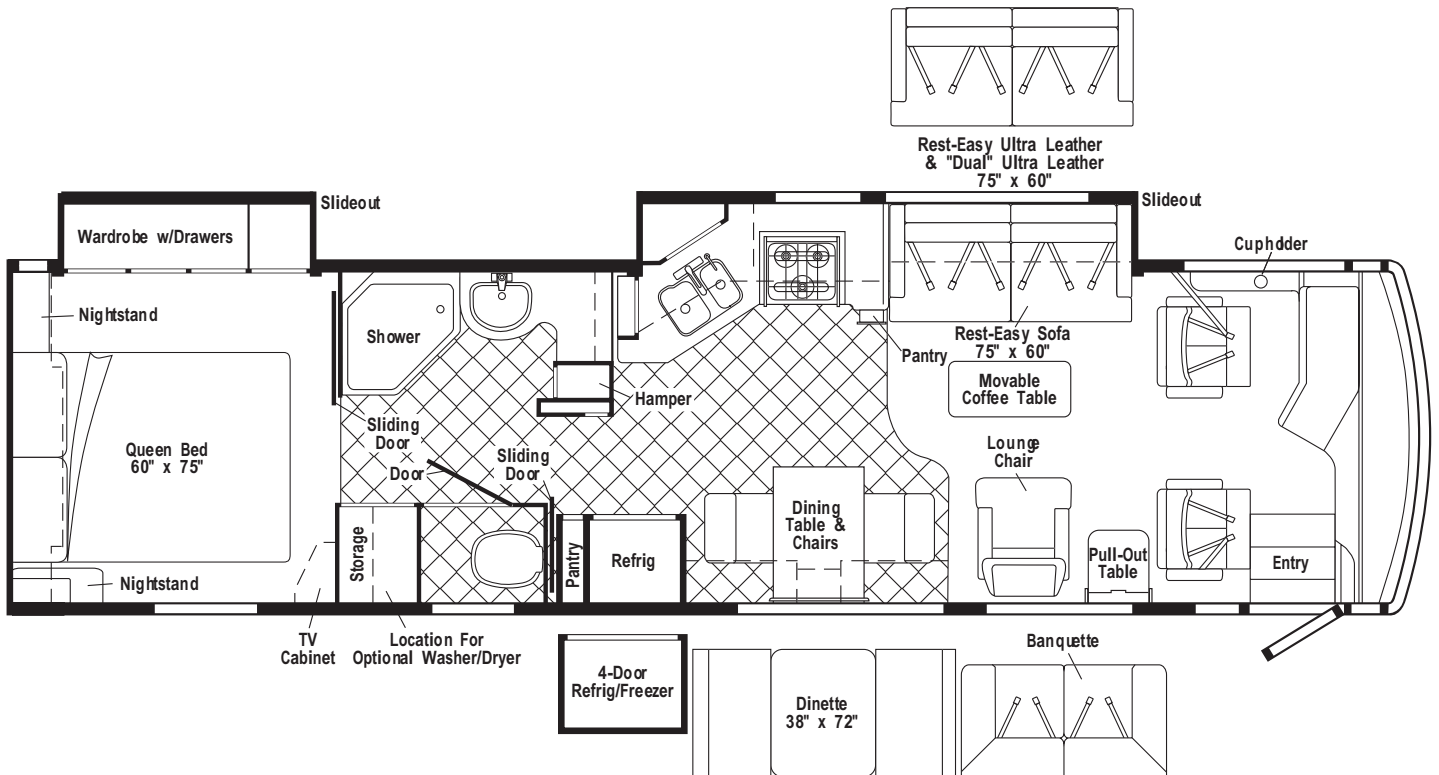 Rest-Easy Ultra Leather
& "Dual" Ultra Leather
75" x 60"
Slideout
Slideout
Wardrobe w/Drawers
Cupholder
Nightstand
Shower
Rest-Easy Sofa
75" x 60"
Pantry
Movable
Coffee Table
Hamper
Sliding
Door
Queen Bed
60" x 75"
Door
Sliding
Door
Lounge
Chair
Dining
Table &
Chairs
Storage
Pantry
Refrig
Pull-Out
Table
Entry
Nightstand
TV
Cabinet
Location For
Optional Washer/Dryer
Banquette
4-Door
Refrig/Freezer
Dinette
38" x 72"